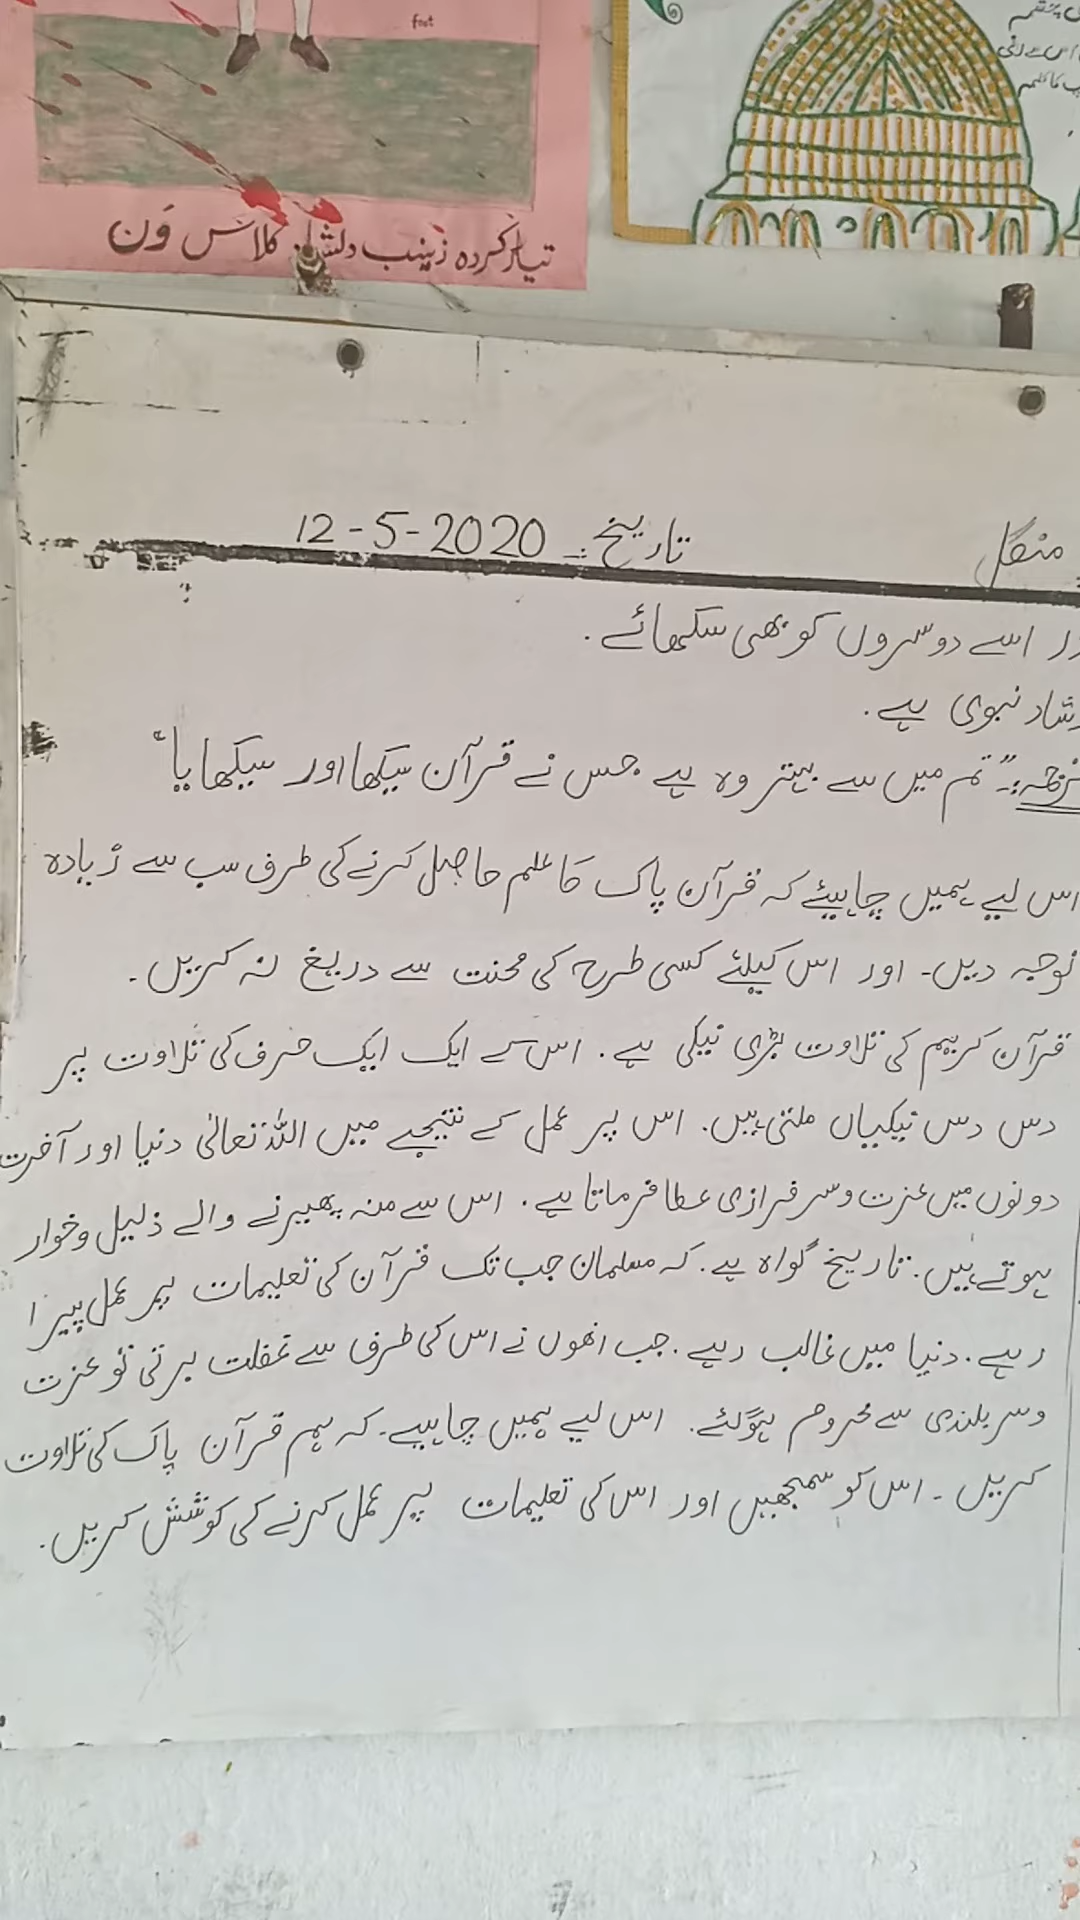 foot
تیار کردہ زینب دلشاد کلاس وَن
منگل
تاریخ :- 12-5-2020
اسے دوسروں کو بھی سکھائے ۔
نبوی ہے ۔
ترجمہ :۔ "تم میں سے بہتر وہ ہے جس نے قرآن سیکھا اور سیکھایا"
اس لیے ہمیں چاہیئے کہ قرآن پاک کا علم حاصل کرنے کی طرف سب سے زیادہ
توجہ دیں۔ اور اس کیلئے کسی طرح کی محنت سے دریغ نہ کریں ۔
قرآن کریم کی تلاوت بڑی نیکی ہے . اس کے ایک ایک حرف کی تلاوت پر
دس دس نیکیاں ملتی ہیں. اس پر عمل کے نتیجے میں اللہ تعالیٰ دنیا اور آخرت
دونوں میں عزت و سرفرازی عطا فرماتا ہے . اس سے منہ پھیرنے والے ذلیل و خوار
ہوتے ہیں. تاریخ گواہ ہے. کہ مسلمان جب تک قرآن کی تعلیمات پر عمل پیرا
رہے . دنیا میں غالب رہے . جب انھوں نے اس کی طرف سے غفلت برتی تو عزت
و سربلندی سے محروم ہوگئے. اس لیے ہمیں چاہیے۔ کہ ہم قرآن پاک کی تلاوت
کریں ۔ اس کو سمجھیں اور اس کی تعلیمات پر عمل کرنے کی کوشش کریں .